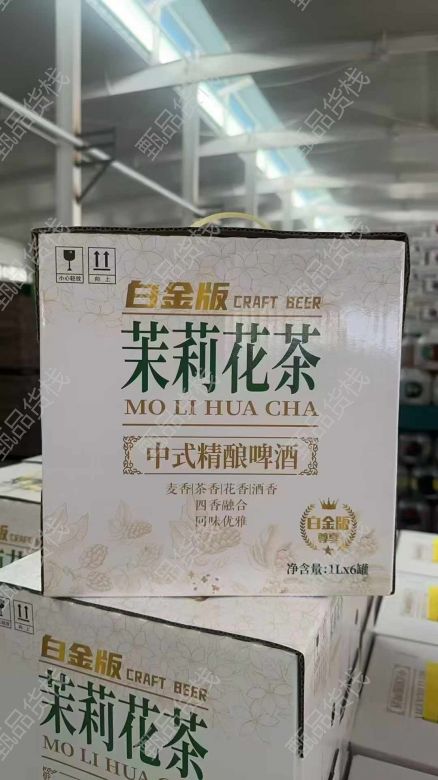 小心轻放
向上
白金版 CRAFT BEER
茉莉花茶
MO LI HUA CHA
中式精酿啤酒
麦香|茶香|花香|酒香
四香融合
回味优雅
白金版
尊享
净含量:1Lx6罐
白金版 CRAFT BEER
茉莉花茶
MO LI HUA CHA
甄品货栈